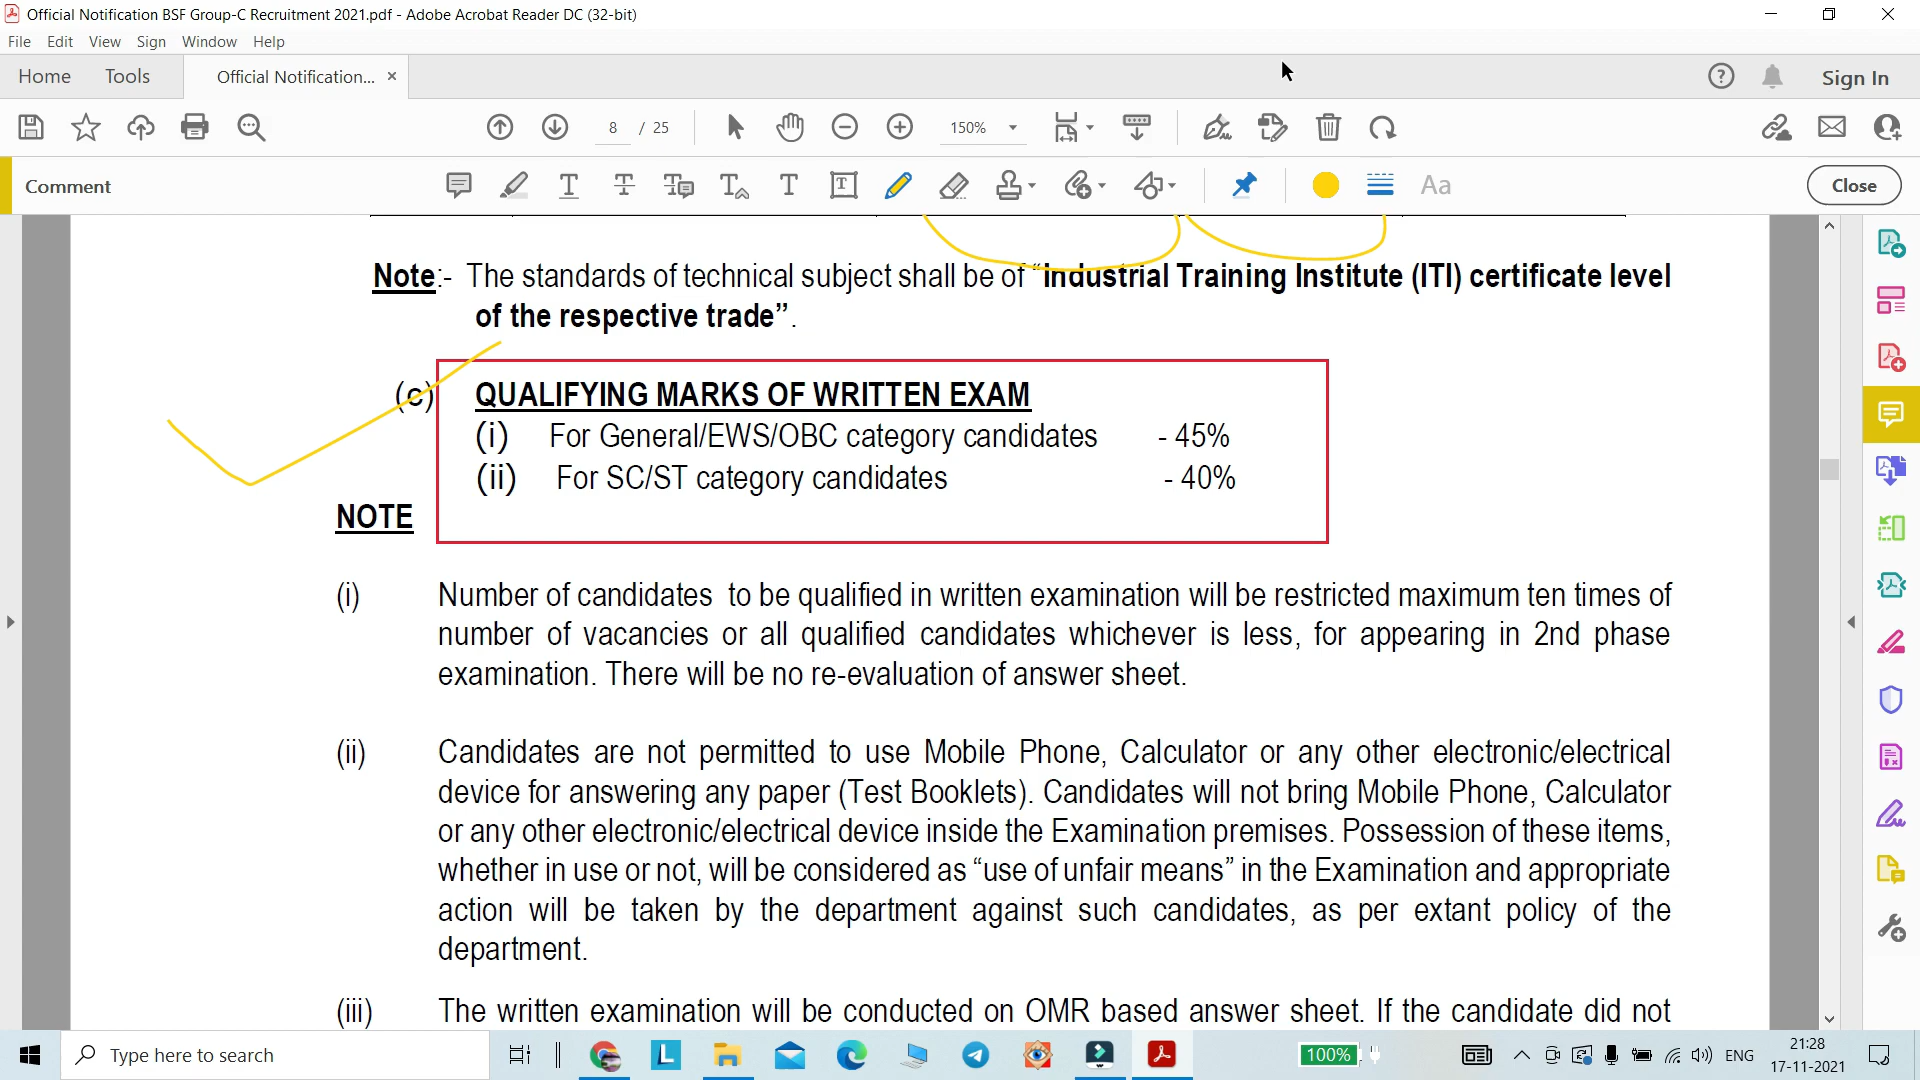 Official Notification BSF Group-C Recruitment 2021.pdf - Adobe Acrobat Reader DC (32-bit)
File Edit View Sign Window Help
Home Tools Official Notification... × Sign In
8 / 25 150%
Comment Close
Note:- The standards of technical subject shall be of “Industrial Training Institute (ITI) certificate level
of the respective trade”.
(c) QUALIFYING MARKS OF WRITTEN EXAM
(i) For General/EWS/OBC category candidates - 45%
(ii) For SC/ST category candidates - 40%
NOTE
(i) Number of candidates to be qualified in written examination will be restricted maximum ten times of
number of vacancies or all qualified candidates whichever is less, for appearing in 2nd phase
examination. There will be no re-evaluation of answer sheet.
(ii) Candidates are not permitted to use Mobile Phone, Calculator or any other electronic/electrical
device for answering any paper (Test Booklets). Candidates will not bring Mobile Phone, Calculator
or any other electronic/electrical device inside the Examination premises. Possession of these items,
whether in use or not, will be considered as “use of unfair means” in the Examination and appropriate
action will be taken by the department against such candidates, as per extant policy of the
department.
(iii) The written examination will be conducted on OMR based answer sheet. If the candidate did not
Type here to search 100% ENG 21:28
17-11-2021